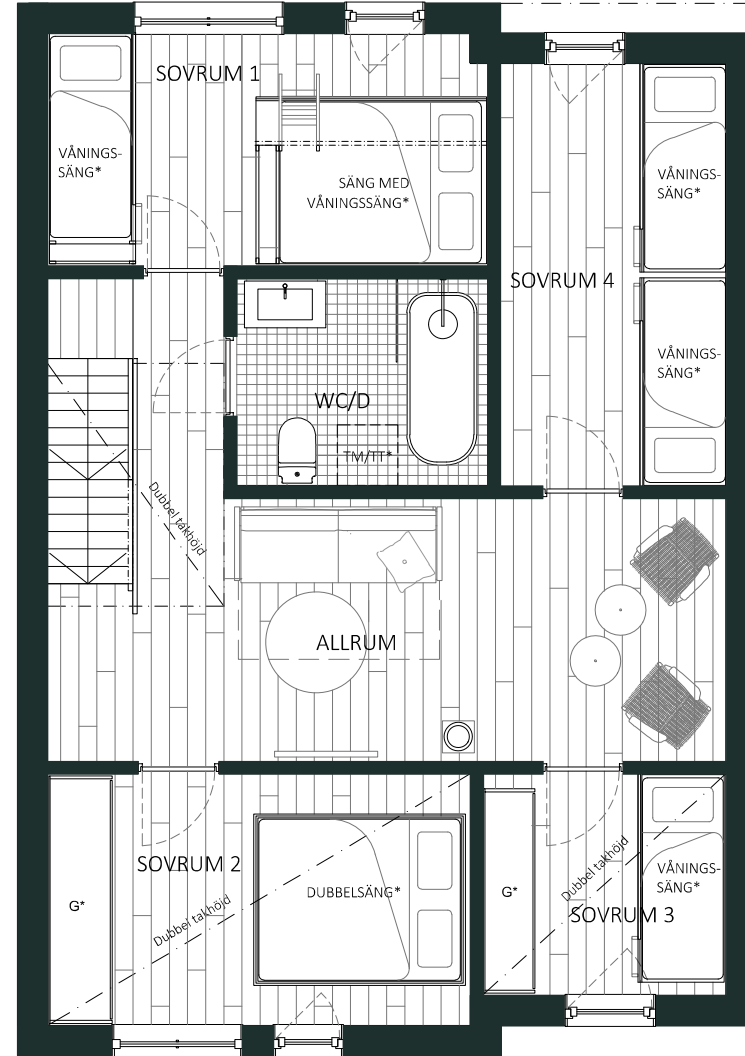 SOVRUM 1
VÅNINGS-
SÄNG*
SÄNG MED
VÅNINGSSÄNG*
VÅNINGS-
SÄNG*
SOVRUM 4
VÅNINGS-
SÄNG*
WC/D
TM/TT*
Dubbel takhöjd
ALLRUM
SOVRUM 2
G*
DUBBELSÄNG*
Dubbel takhöjd
G*
Dubbel takhöjd
VÅNINGS-
SÄNG*
SOVRUM 3